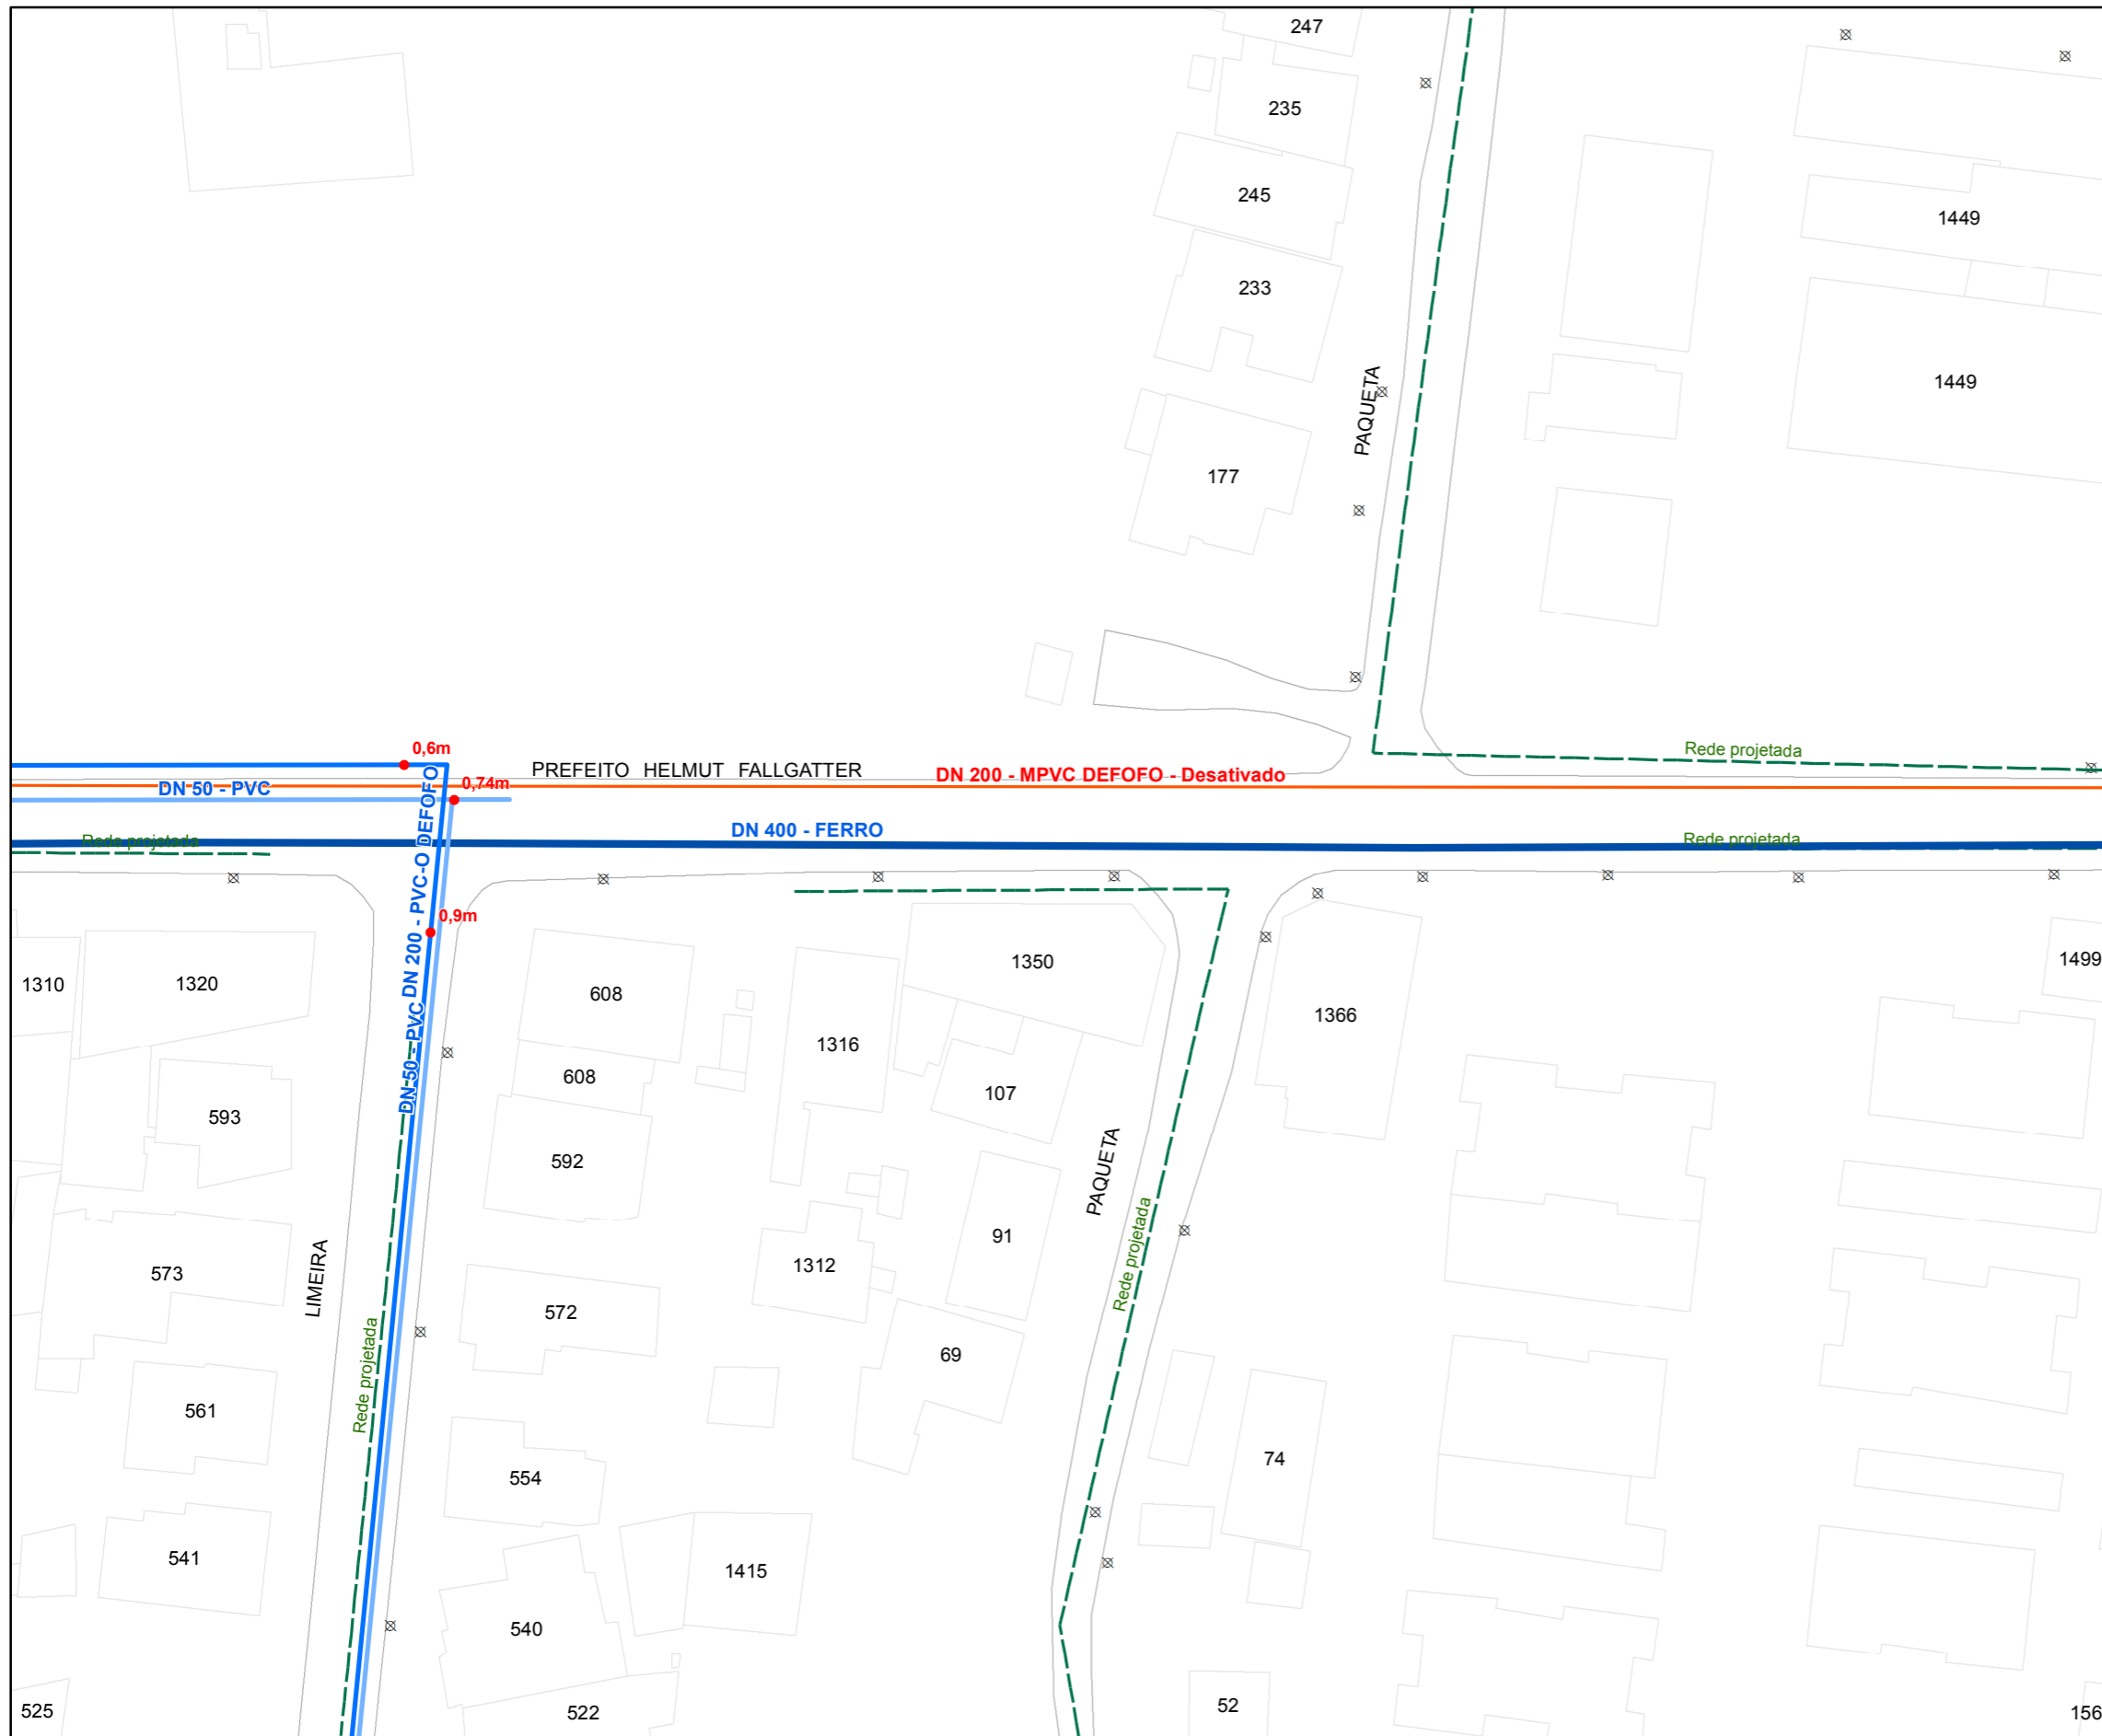 247
235
245
1449
233
1449
PAQUETA
177
0,6m
Rede projetada
PREFEITO HELMUT FALLGATTER
DN 200 - MPVC DEFOFO - Desativado
DN 50 - PVC
0,74m
DN 400 - FERRO
Rede projetada
Rede projetada
DN 200 - PVC-O DEFOFO
0,9m
1310
1320
608
1350
1499
1366
1316
DN 50 - PVC
608
107
593
592
PAQUETA
91
1312
573
LIMEIRA
Rede projetada
572
69
Rede projetada
561
554
74
541
1415
540
525
522
52
156